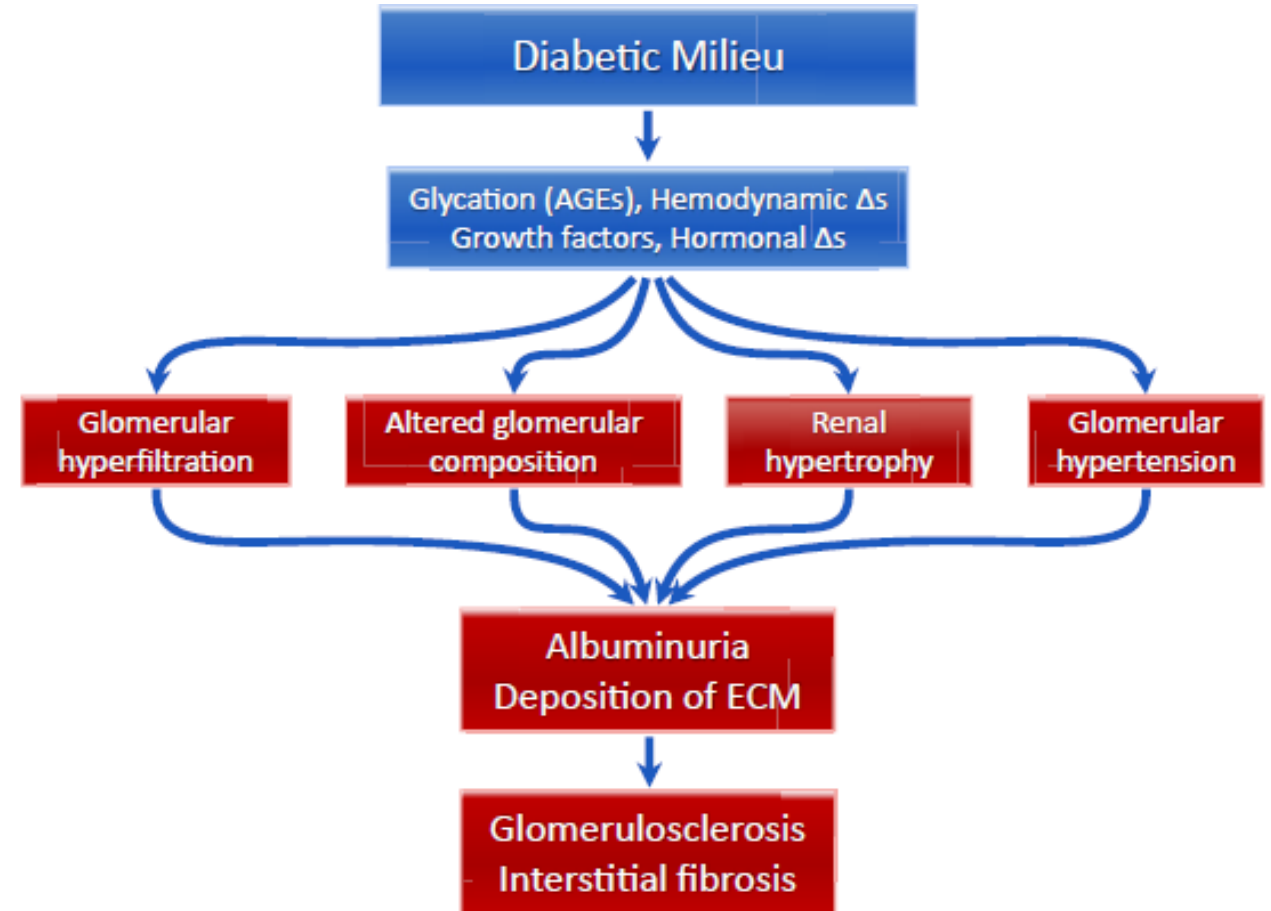 Diabetic Milieu
Glycation (AGEs), Hemodynamic Δs
Growth factors, Hormonal Δs
Glomerular
hyperfiltration
Altered glomerular
composition
Renal
hypertrophy
Glomerular
hypertension
Albuminuria
Deposition of ECM
Glomerulosclerosis
Interstitial fibrosis